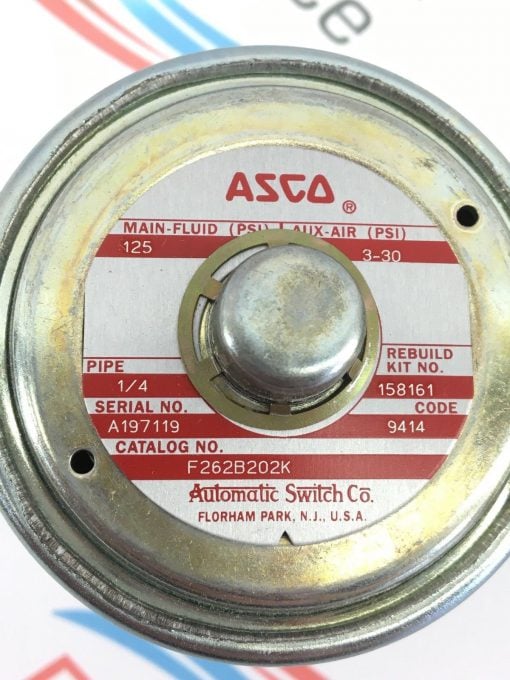 ce
ASCO ®
MAIN-FLUID (PSI) AUX-AIR (PSI)
125 3-30
PIPE
1/4
REBUILD
KIT NO.
158161
SERIAL NO. CODE
A197119 9414
CATALOG NO.
F262B202K
Automatic Switch Co.
FLORHAM PARK, N.J., U.S.A.